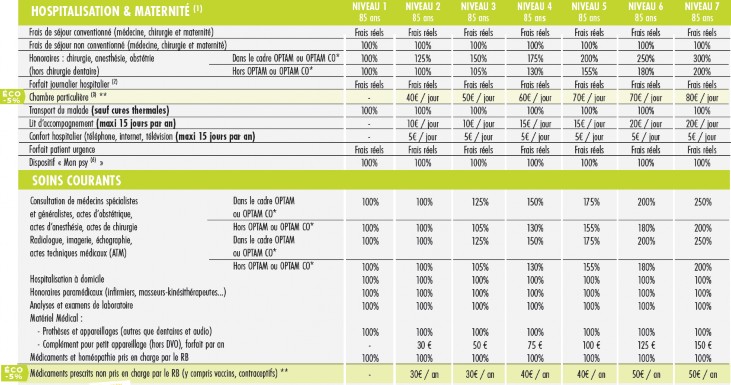 HOSPITALISATION & MATERNITÉ (1) NIVEAU 1 NIVEAU 2 NIVEAU 3 NIVEAU 4 NIVEAU 5 NIVEAU 6 NIVEAU 7
85 ans 85 ans 85 ans 85 ans 85 ans 85 ans 85 ans
Frais de séjour conventionné (médecine, chirurgie et maternité) Frais réels Frais réels Frais réels Frais réels Frais réels Frais réels Frais réels
Frais de séjour non conventionné (médecine, chirurgie et maternité) 100% 100% 100% 100% 100% 100% 100%
Honoraires : chirurgie, anesthésie, obstétrie Dans le cadre OPTAM ou OPTAM CO* 100% 125% 150% 175% 200% 250% 300%
(hors chirurgie dentaire) Hors OPTAM ou OPTAM CO* 100% 100% 105% 130% 155% 180% 200%
Forfait journalier hospitalier (2) Frais réels Frais réels Frais réels Frais réels Frais réels Frais réels Frais réels
ÉCO -5% Chambre particulière (3) ** - 40€ / jour 50€ / jour 60€ / jour 70€ / jour 70€ / jour 80€ / jour
Transport du malade (seuf cures thermales) 100% 100% 100% 100% 100% 100% 100%
Lit d'accompagnement (maxi 15 jours par an) - 10€ / jour 10€ / jour 15€ / jour 15€ / jour 20€ / jour 20€ / jour
Confort hospitalier (téléphone, internet, télévision) (maxi 15 jours par an) - 5€ / jour 5€ / jour 5€ / jour 5€ / jour 5€ / jour 5€ / jour
Forfait patient urgence Frais réels Frais réels Frais réels Frais réels Frais réels Frais réels Frais réels
Dispositif « Mon psy (6) » 100% 100% 100% 100% 100% 100% 100%
SOINS COURANTS
Consultation de médecins spécialistes Dans le cadre OPTAM 100% 100% 125% 150% 175% 200% 250%
et généralistes, actes d'obstétrique, ou OPTAM CO*
actes d'anesthésie, actes de chirurgie Hors OPTAM ou OPTAM CO* 100% 100% 105% 130% 155% 180% 200%
Radiologue, imagerie, échographie, Dans le cadre OPTAM 100% 100% 125% 150% 175% 200% 250%
actes techniques médicaux (ATM) ou OPTAM CO*
Hors OPTAM ou OPTAM CO* 100% 100% 105% 130% 155% 180% 200%
Hospitalisation à domicile 100% 100% 100% 100% 100% 100% 100%
Honoraires paramédicaux (infirmiers, masseurs-kinésithérapeutes...) 100% 100% 100% 100% 100% 100% 100%
Analyses et examens de laboratoire 100% 100% 100% 100% 100% 100% 100%
Matériel Médical :
- Prothèses et appareillages (autres que dentaires et audio) 100% 100% 100% 100% 100% 100% 100%
- Complément pour petit appareillage (hors DVO), forfait par an - 30 € 50 € 75 € 100 € 125 € 150 €
Médicaments et homéopathie pris en charge par le RB 100% 100% 100% 100% 100% 100% 100%
ÉCO -5% Médicaments prescrits non pris en charge par le RB (y compris vaccins, contraceptifs) ** - 30€ / an 30€ / an 40€ / an 40€ / an 50€ / an 50€ / an